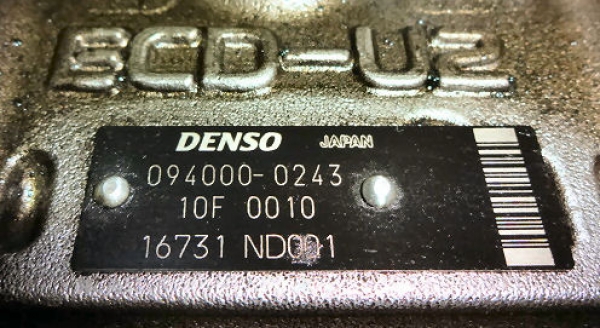 ECD-U2
DENSO JAPAN
094000-0243
10F 0010
16731 ND001